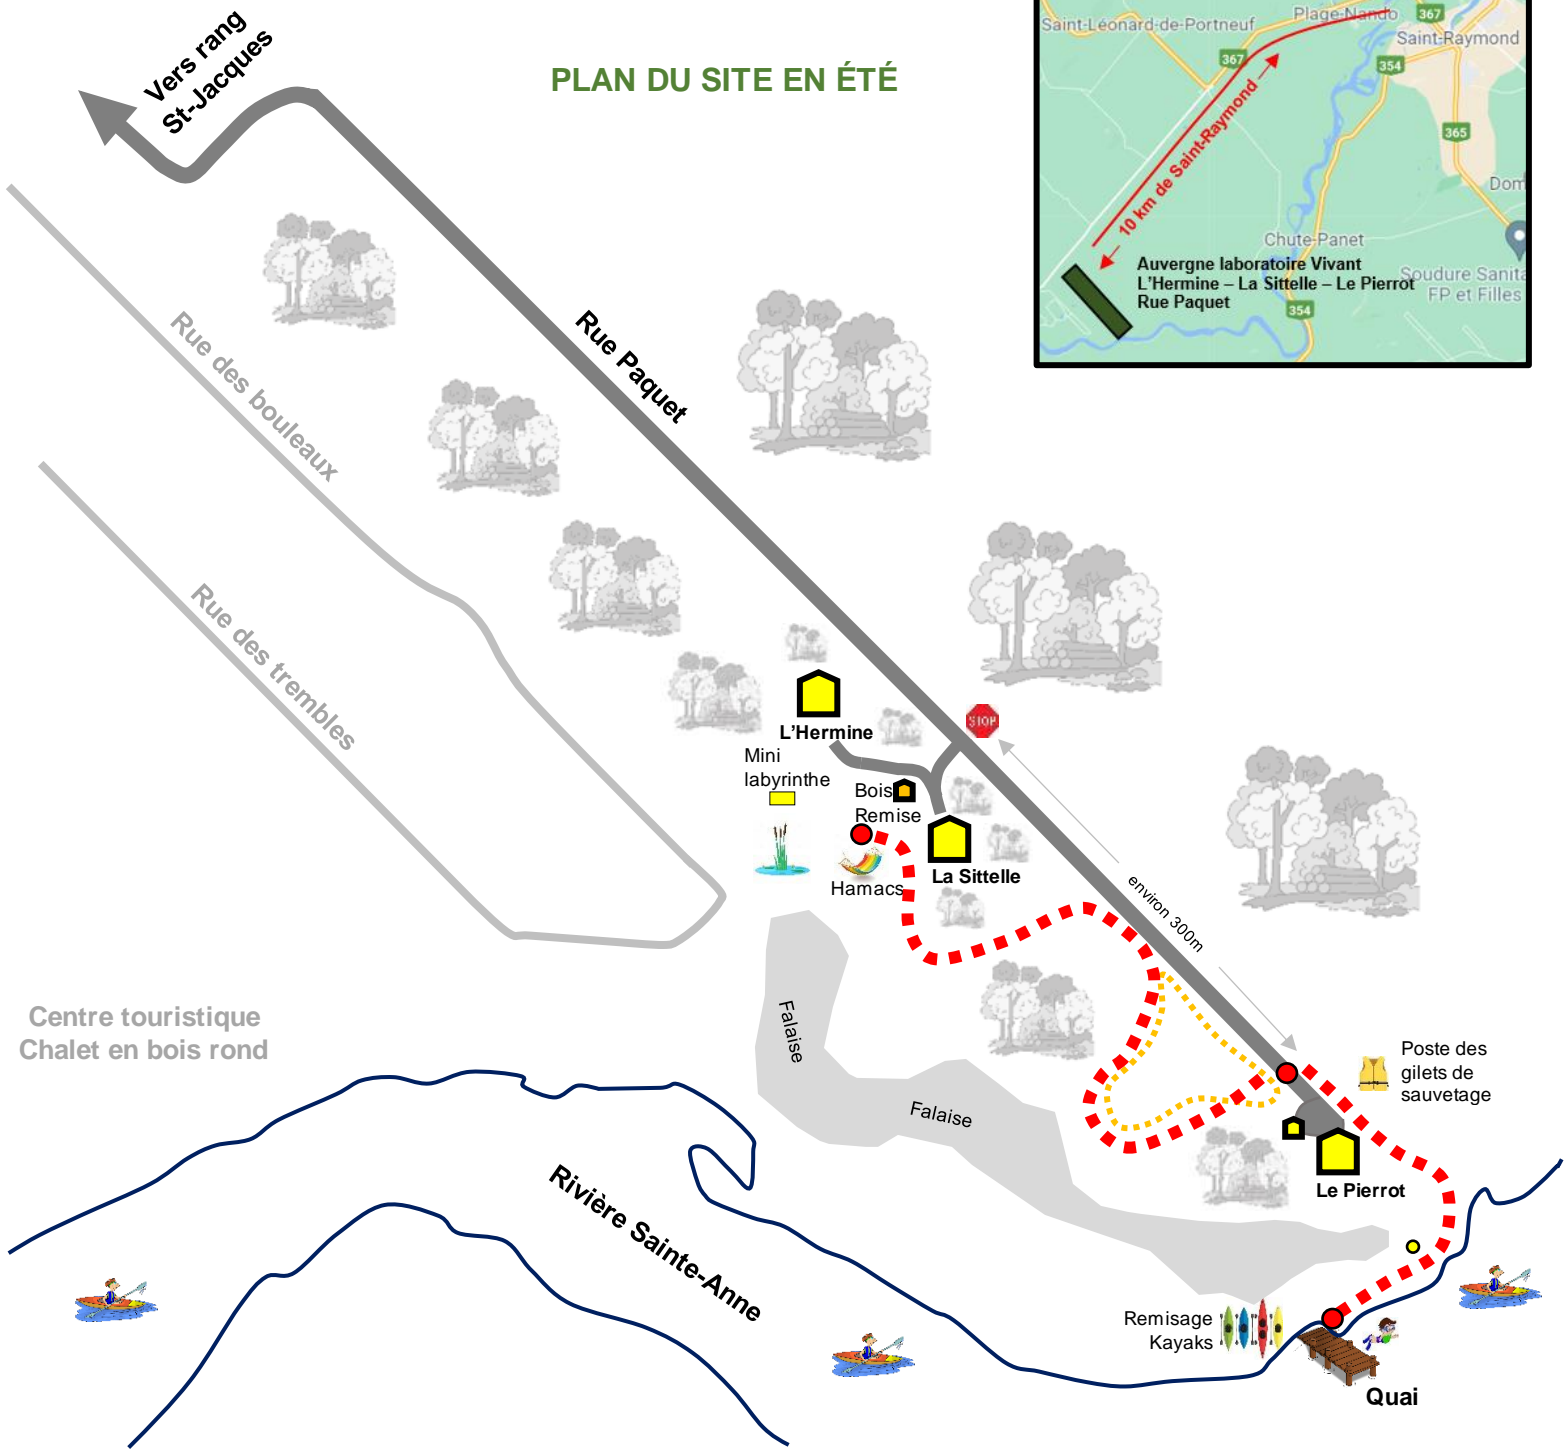 Vers rang
St-Jacques
PLAN DU SITE EN ÉTÉ
Saint-Léonard-de-Portneuf
Plage-Nando
367
Saint-Raymond
367
354
365
10 km de Saint-Raymond
Chute-Panet
Auvergne laboratoire Vivant
L'Hermine – La Sittelle – Le Pierrot
Rue Paquet
Soudure Sanita
FP et Filles
354
Rue Paquet
Rue des bouleaux
Rue des trembles
STOP
L'Hermine
Mini
labyrinthe
Bois
Remise
La Sittelle
Hamacs
environ 300m
Centre touristique
Chalet en bois rond
Falaise
Falaise
Poste des
gilets de
sauvetage
Le Pierrot
Rivière Sainte-Anne
Remisage
Kayaks
Quai